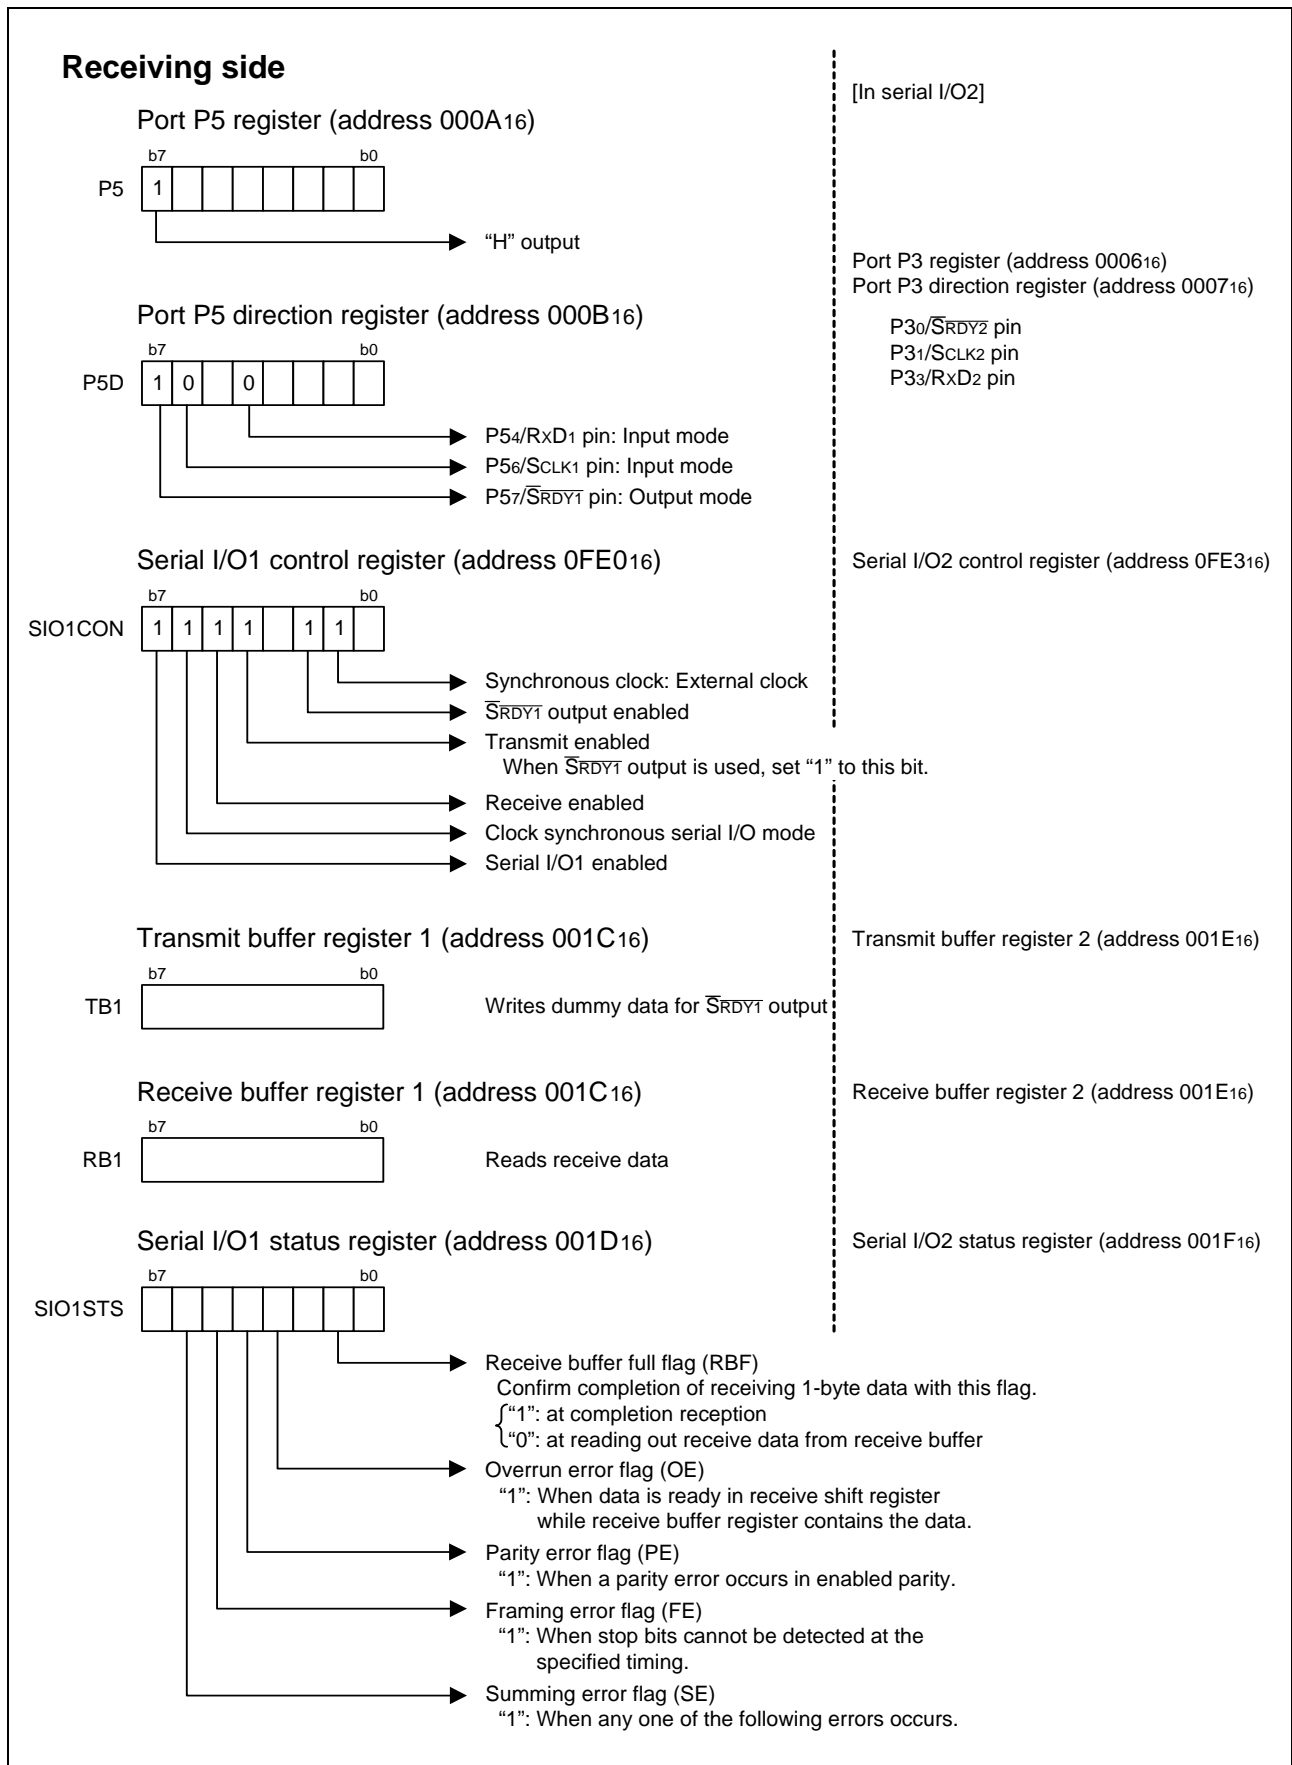 Receiving side
[In serial I/O2]
Port P5 register (address 000A16)
b7 b0
P5 1
“H” output
Port P3 register (address 000616)
Port P3 direction register (address 000716)
P30/S̅R̅D̅Y̅2̅ pin
P31/SCLK2 pin
P33/RxD2 pin
Port P5 direction register (address 000B16)
b7 b0
P5D 1 0 0
P54/RxD1 pin: Input mode
P56/SCLK1 pin: Input mode
P57/S̅R̅D̅Y̅1̅ pin: Output mode
Serial I/O1 control register (address 0FE016)
Serial I/O2 control register (address 0FE316)
b7 b0
SIO1CON 1 1 1 1 1 1
Synchronous clock: External clock
S̅R̅D̅Y̅1̅ output enabled
Transmit enabled
When S̅R̅D̅Y̅1̅ output is used, set “1” to this bit.
Receive enabled
Clock synchronous serial I/O mode
Serial I/O1 enabled
Transmit buffer register 1 (address 001C16)
Transmit buffer register 2 (address 001E16)
b7 b0
TB1
Writes dummy data for S̅R̅D̅Y̅1̅ output
Receive buffer register 1 (address 001C16)
Receive buffer register 2 (address 001E16)
b7 b0
RB1
Reads receive data
Serial I/O1 status register (address 001D16)
Serial I/O2 status register (address 001F16)
b7 b0
SIO1STS
Receive buffer full flag (RBF)
Confirm completion of receiving 1-byte data with this flag.
“1”: at completion reception
“0”: at reading out receive data from receive buffer
Overrun error flag (OE)
“1”: When data is ready in receive shift register
while receive buffer register contains the data.
Parity error flag (PE)
“1”: When a parity error occurs in enabled parity.
Framing error flag (FE)
“1”: When stop bits cannot be detected at the
specified timing.
Summing error flag (SE)
“1”: When any one of the following errors occurs.